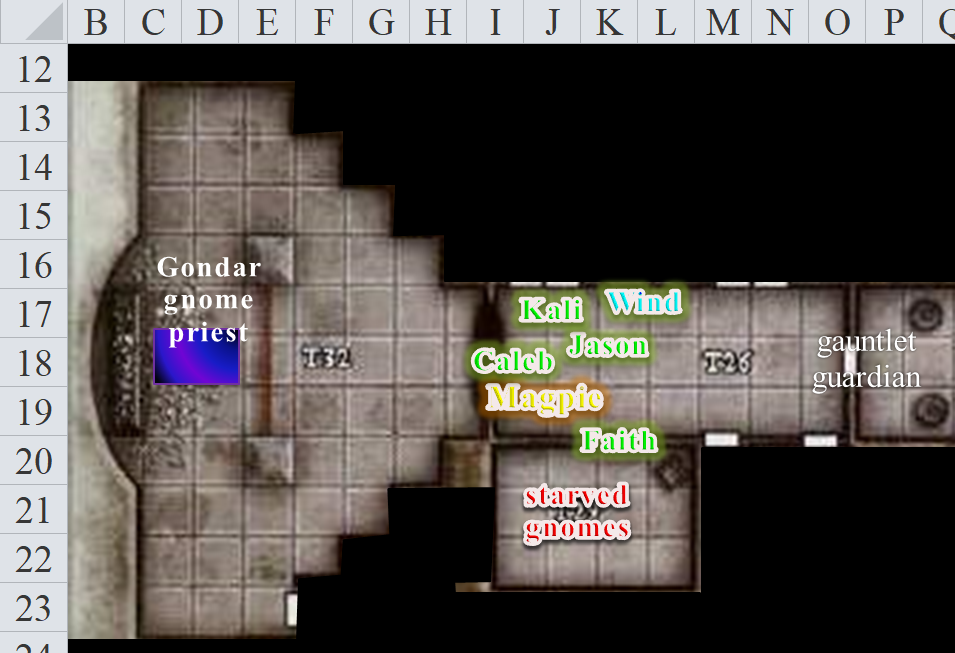 B C D E F G H I J K L M N O P Q
12
13
14
15
16
17
18
19
20
21
22
23
24
Gondar
gnome
priest
Kali
Wind
Jason
Caleb
Magpie
Faith
T32
T26
gauntlet
guardian
starved
gnomes